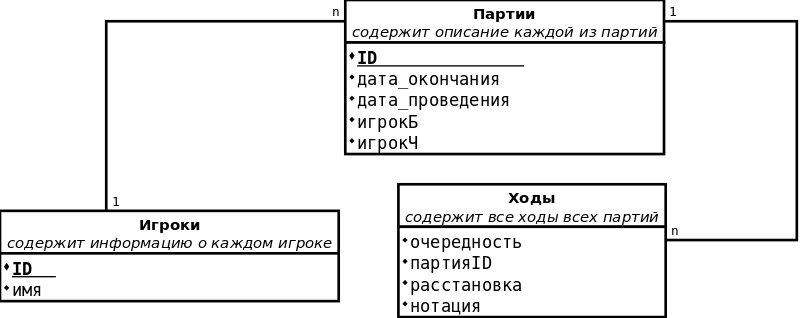 n
Партии
1
содержит описание каждой из партий
ID
дата_окончания
дата_проведения
игрокБ
игрокЧ
1
Игроки
содержит информацию о каждом игроке
ID
имя
Ходы
содержит все ходы всех партий
n
очередность
партияID
расстановка
нотация